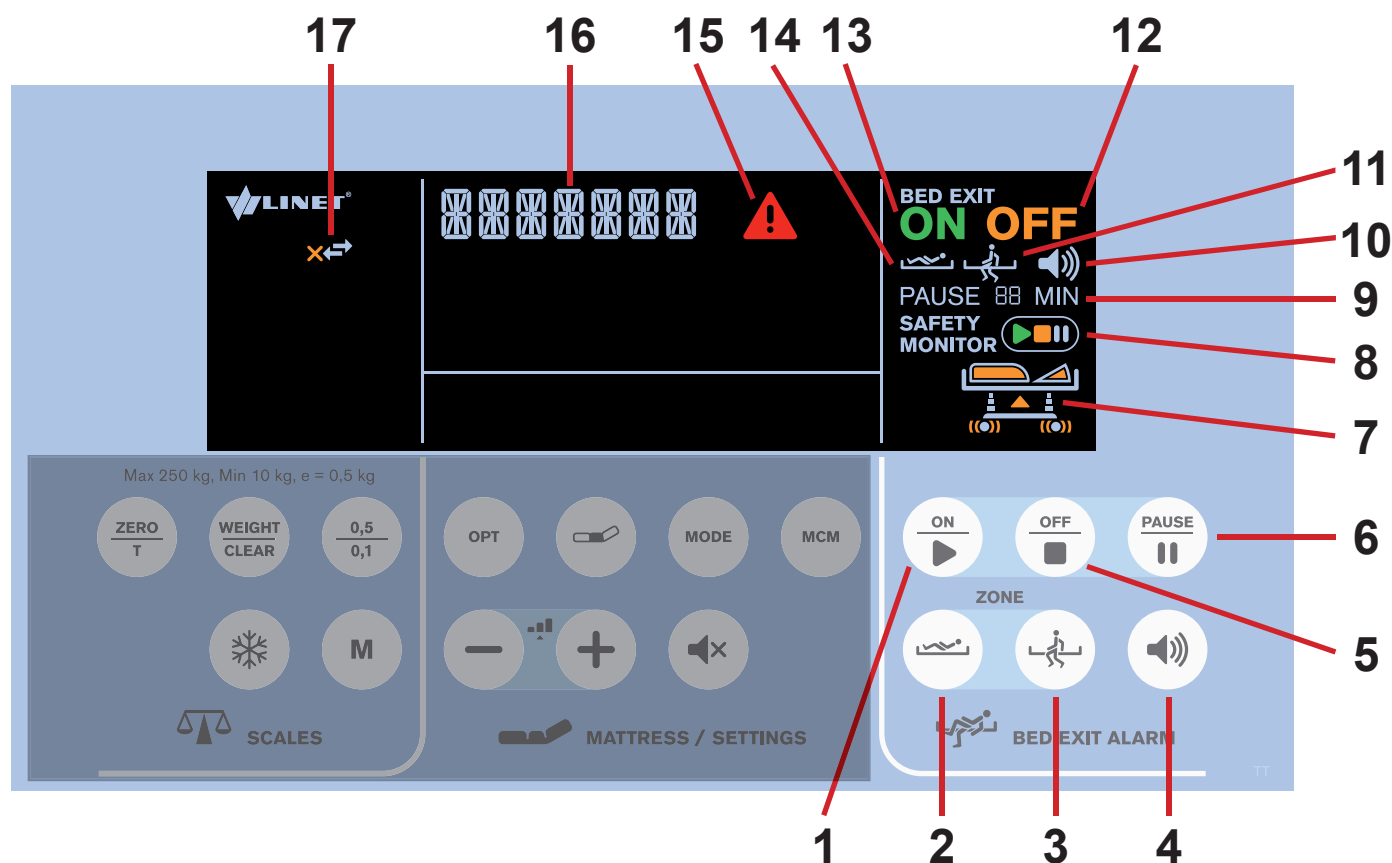 17
16
15
14
13
12
11
10
9
8
7
6
5
1
2
3
4
LINET®
BED EXIT
ON OFF
PAUSE 88 MIN
SAFETY
MONITOR
Max 250 kg, Min 10 kg, e = 0,5 kg
ZERO
T
WEIGHT
CLEAR
0,5
0,1
OPT
MODE
MCM
ON
OFF
PAUSE
ZONE
M
SCALES
MATTRESS / SETTINGS
BED EXIT ALARM
TT